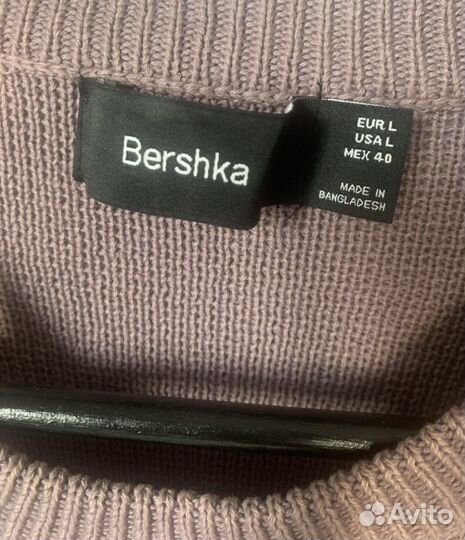 Bershka
EUR L
USA L
MEX 40
MADE IN
BANGLADESH
Avito